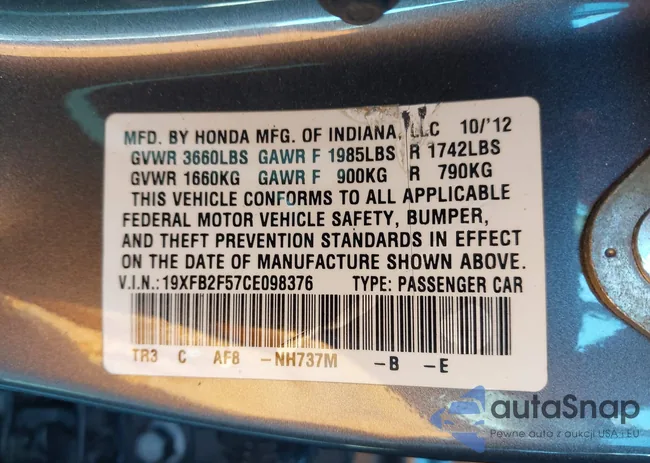 MFD. BY HONDA MFG. OF INDIANA, LLC 10/'12
GVWR 3660LBS GAWR F 1985LBS R 1742LBS
GVWR 1660KG GAWR F 900KG R 790KG
THIS VEHICLE CONFORMS TO ALL APPLICABLE
FEDERAL MOTOR VEHICLE SAFETY, BUMPER,
AND THEFT PREVENTION STANDARDS IN EFFECT
ON THE DATE OF MANUFACTURE SHOWN ABOVE.
V.I.N.: 19XFB2F57CE098376 TYPE: PASSENGER CAR
TR3 C AF8 -NH737M -B -E
autaSnap
Pewne auta z aukcji USA i EU